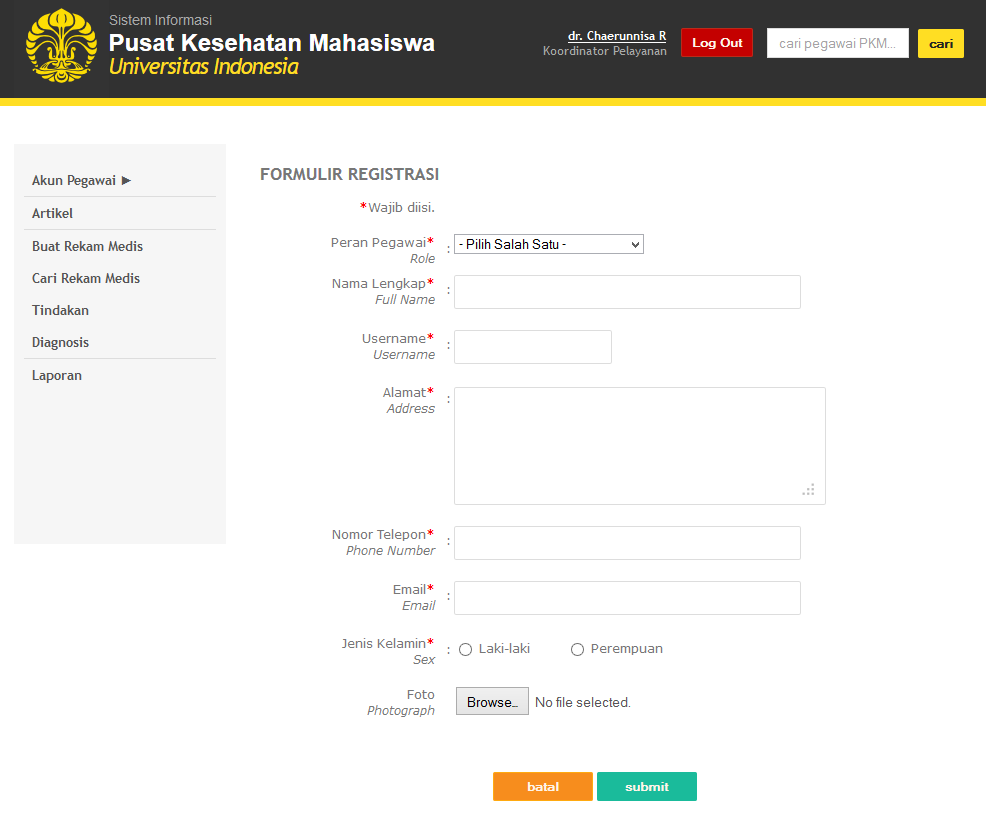 Sistem Informasi
Pusat Kesehatan Mahasiswa
Universitas Indonesia
dr. Chaerunnisa R
Koordinator Pelayanan
Log Out
cari pegawai PKM...
cari
Akun Pegawai ►
Artikel
Buat Rekam Medis
Cari Rekam Medis
Tindakan
Diagnosis
Laporan
FORMULIR REGISTRASI
*Wajib diisi.
Peran Pegawai*
Role
: - Pilih Salah Satu -
Nama Lengkap*
Full Name
:
Username*
Username
:
Alamat*
Address
:
Nomor Telepon*
Phone Number
:
Email*
Email
:
Jenis Kelamin*
Sex
: Laki-laki Perempuan
Foto
Photograph
Browse… No file selected.
batal submit